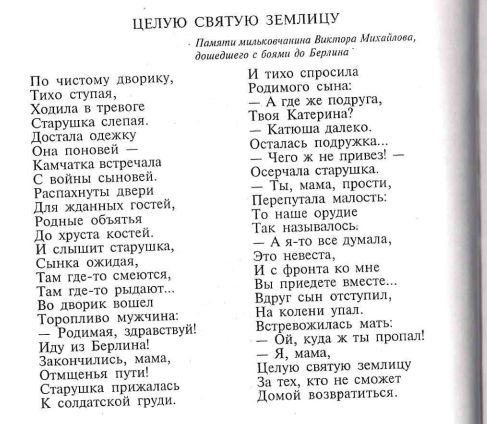 ЦЕЛУЮ СВЯТУЮ ЗЕМЛИЦУ
Памяти мильковчанина Виктора Михайлова,
дошедшего с боями до Берлина
По чистому дворику,
Тихо ступая,
Ходила в тревоге
Старушка слепая.
Достала одежку
Она поновей —
Камчатка встречала
С войны сыновей.
Распахнуты двери
Для жданных гостей,
Родные объятья
До хруста костей.
И слышит старушка,
Сынка ожидая,
Там где-то смеются,
Там где-то рыдают...
Во дворик вошел
Торопливо мужчина:
— Родимая, здравствуй!
Иду из Берлина!
Закончились, мама,
Отмщенья пути!
Старушка прижалась
К солдатской груди.
И тихо спросила
Родимого сына:
— А где же подруга,
Твоя Катерина?
— Катюша далеко.
Осталась подружка...
— Чего ж не привез! —
Осерчала старушка.
— Ты, мама, прости,
Перепутала малость:
То наше орудие
Так называлось.
— А я-то все думала,
Это невеста,
И с фронта ко мне
Вы приедете вместе...
Вдруг сын отступил,
На колени упал.
Встревожилась мать:
— Ой, куда ж ты пропал!
— Я, мама,
Целую святую землицу
За тех, кто не сможет
Домой возвратиться.